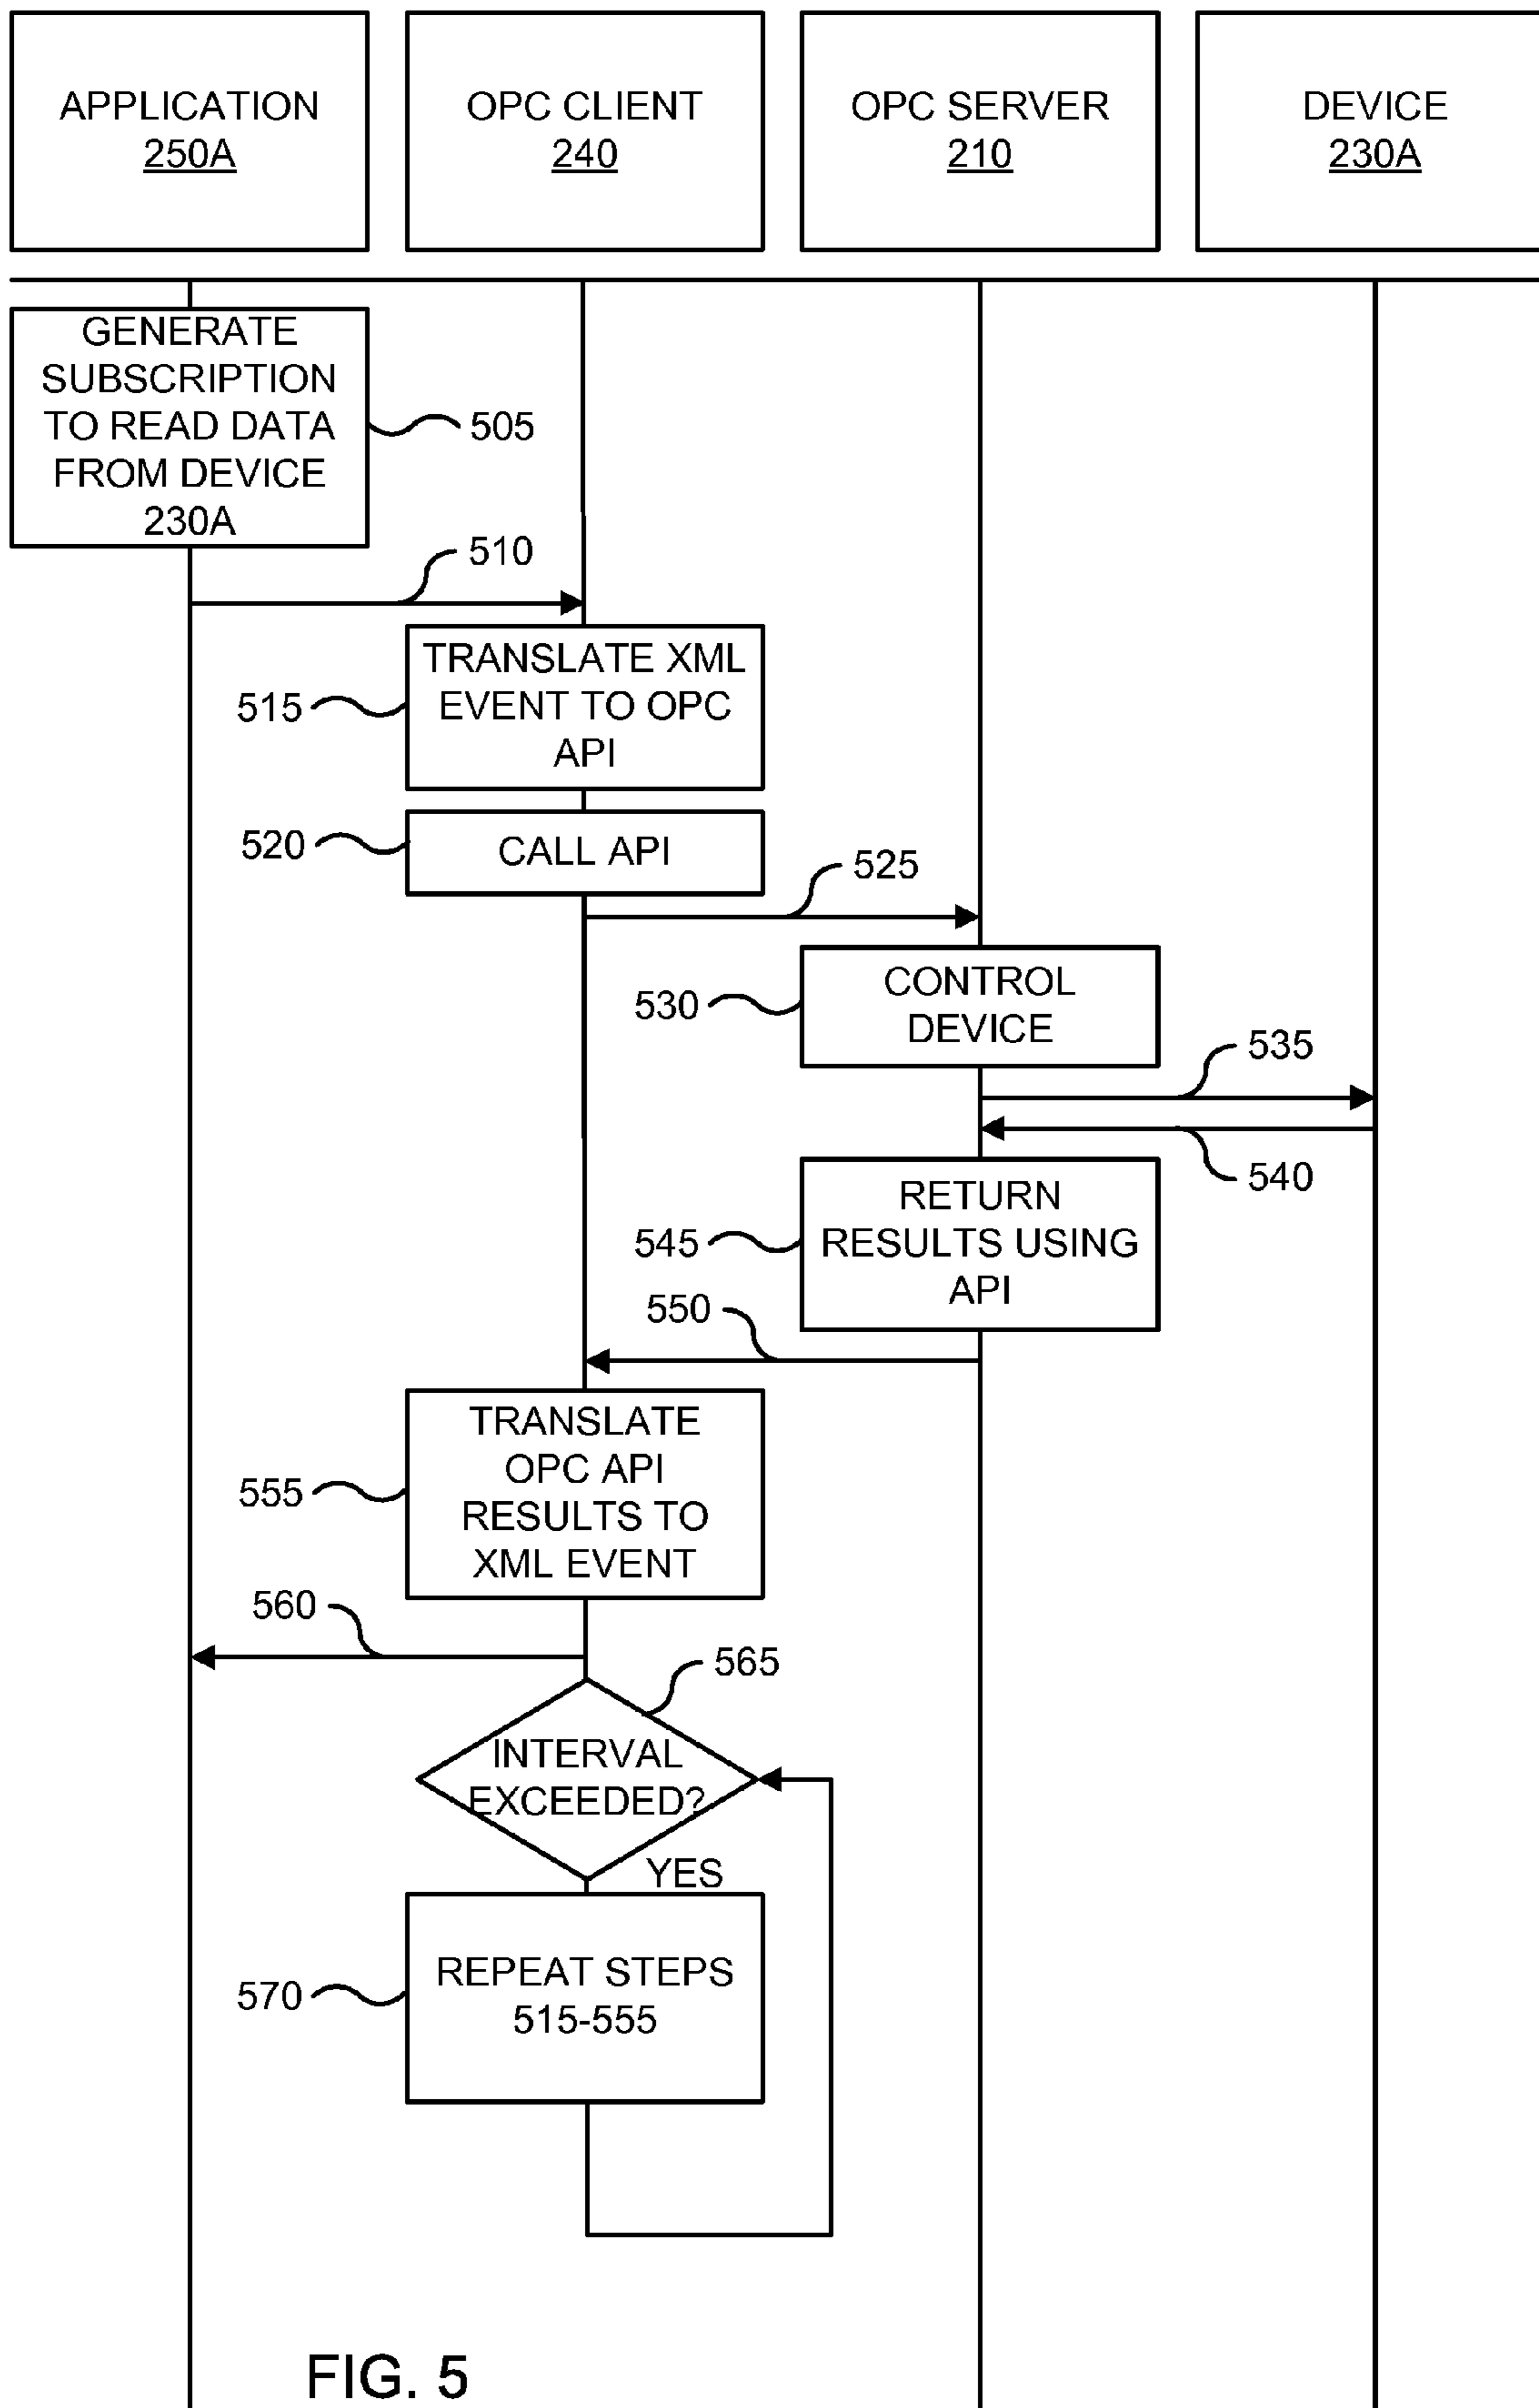 APPLICATION
250A
OPC CLIENT
240
OPC SERVER
210
DEVICE
230A
GENERATE
SUBSCRIPTION
TO READ DATA
FROM DEVICE
230A
505
510
TRANSLATE XML
EVENT TO OPC
API
515
CALL API
520
525
CONTROL
DEVICE
530
535
540
RETURN
RESULTS USING
API
545
550
TRANSLATE
OPC API
RESULTS TO
XML EVENT
555
560
565
INTERVAL
EXCEEDED?
YES
REPEAT STEPS
515-555
570
FIG. 5